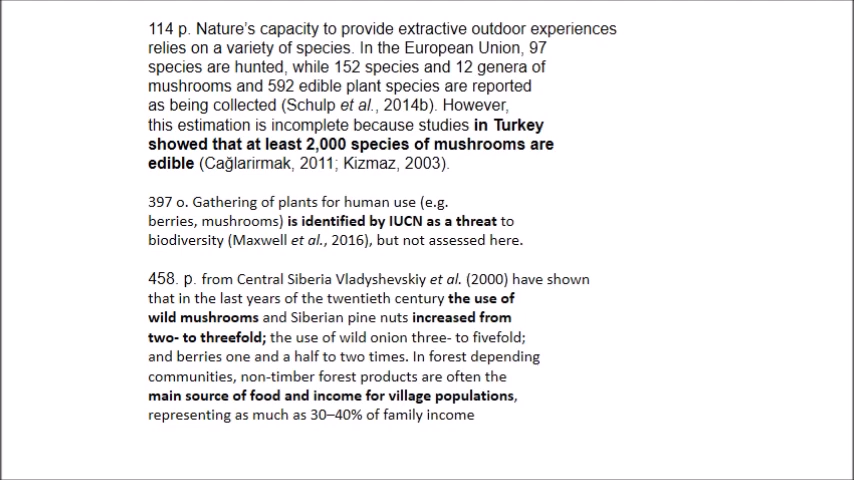 114 p. Nature's capacity to provide extractive outdoor experiences
relies on a variety of species. In the European Union, 97
species are hunted, while 152 species and 12 genera of
mushrooms and 592 edible plant species are reported
as being collected (Schulp et al., 2014b). However,
this estimation is incomplete because studies in Turkey
showed that at least 2,000 species of mushrooms are
edible (Cağlarirmak, 2011; Kizmaz, 2003).
397 o. Gathering of plants for human use (e.g.
berries, mushrooms) is identified by IUCN as a threat to
biodiversity (Maxwell et al., 2016), but not assessed here.
458. p. from Central Siberia Vladyshevskiy et al. (2000) have shown
that in the last years of the twentieth century the use of
wild mushrooms and Siberian pine nuts increased from
two- to threefold; the use of wild onion three- to fivefold;
and berries one and a half to two times. In forest depending
communities, non-timber forest products are often the
main source of food and income for village populations,
representing as much as 30–40% of family income